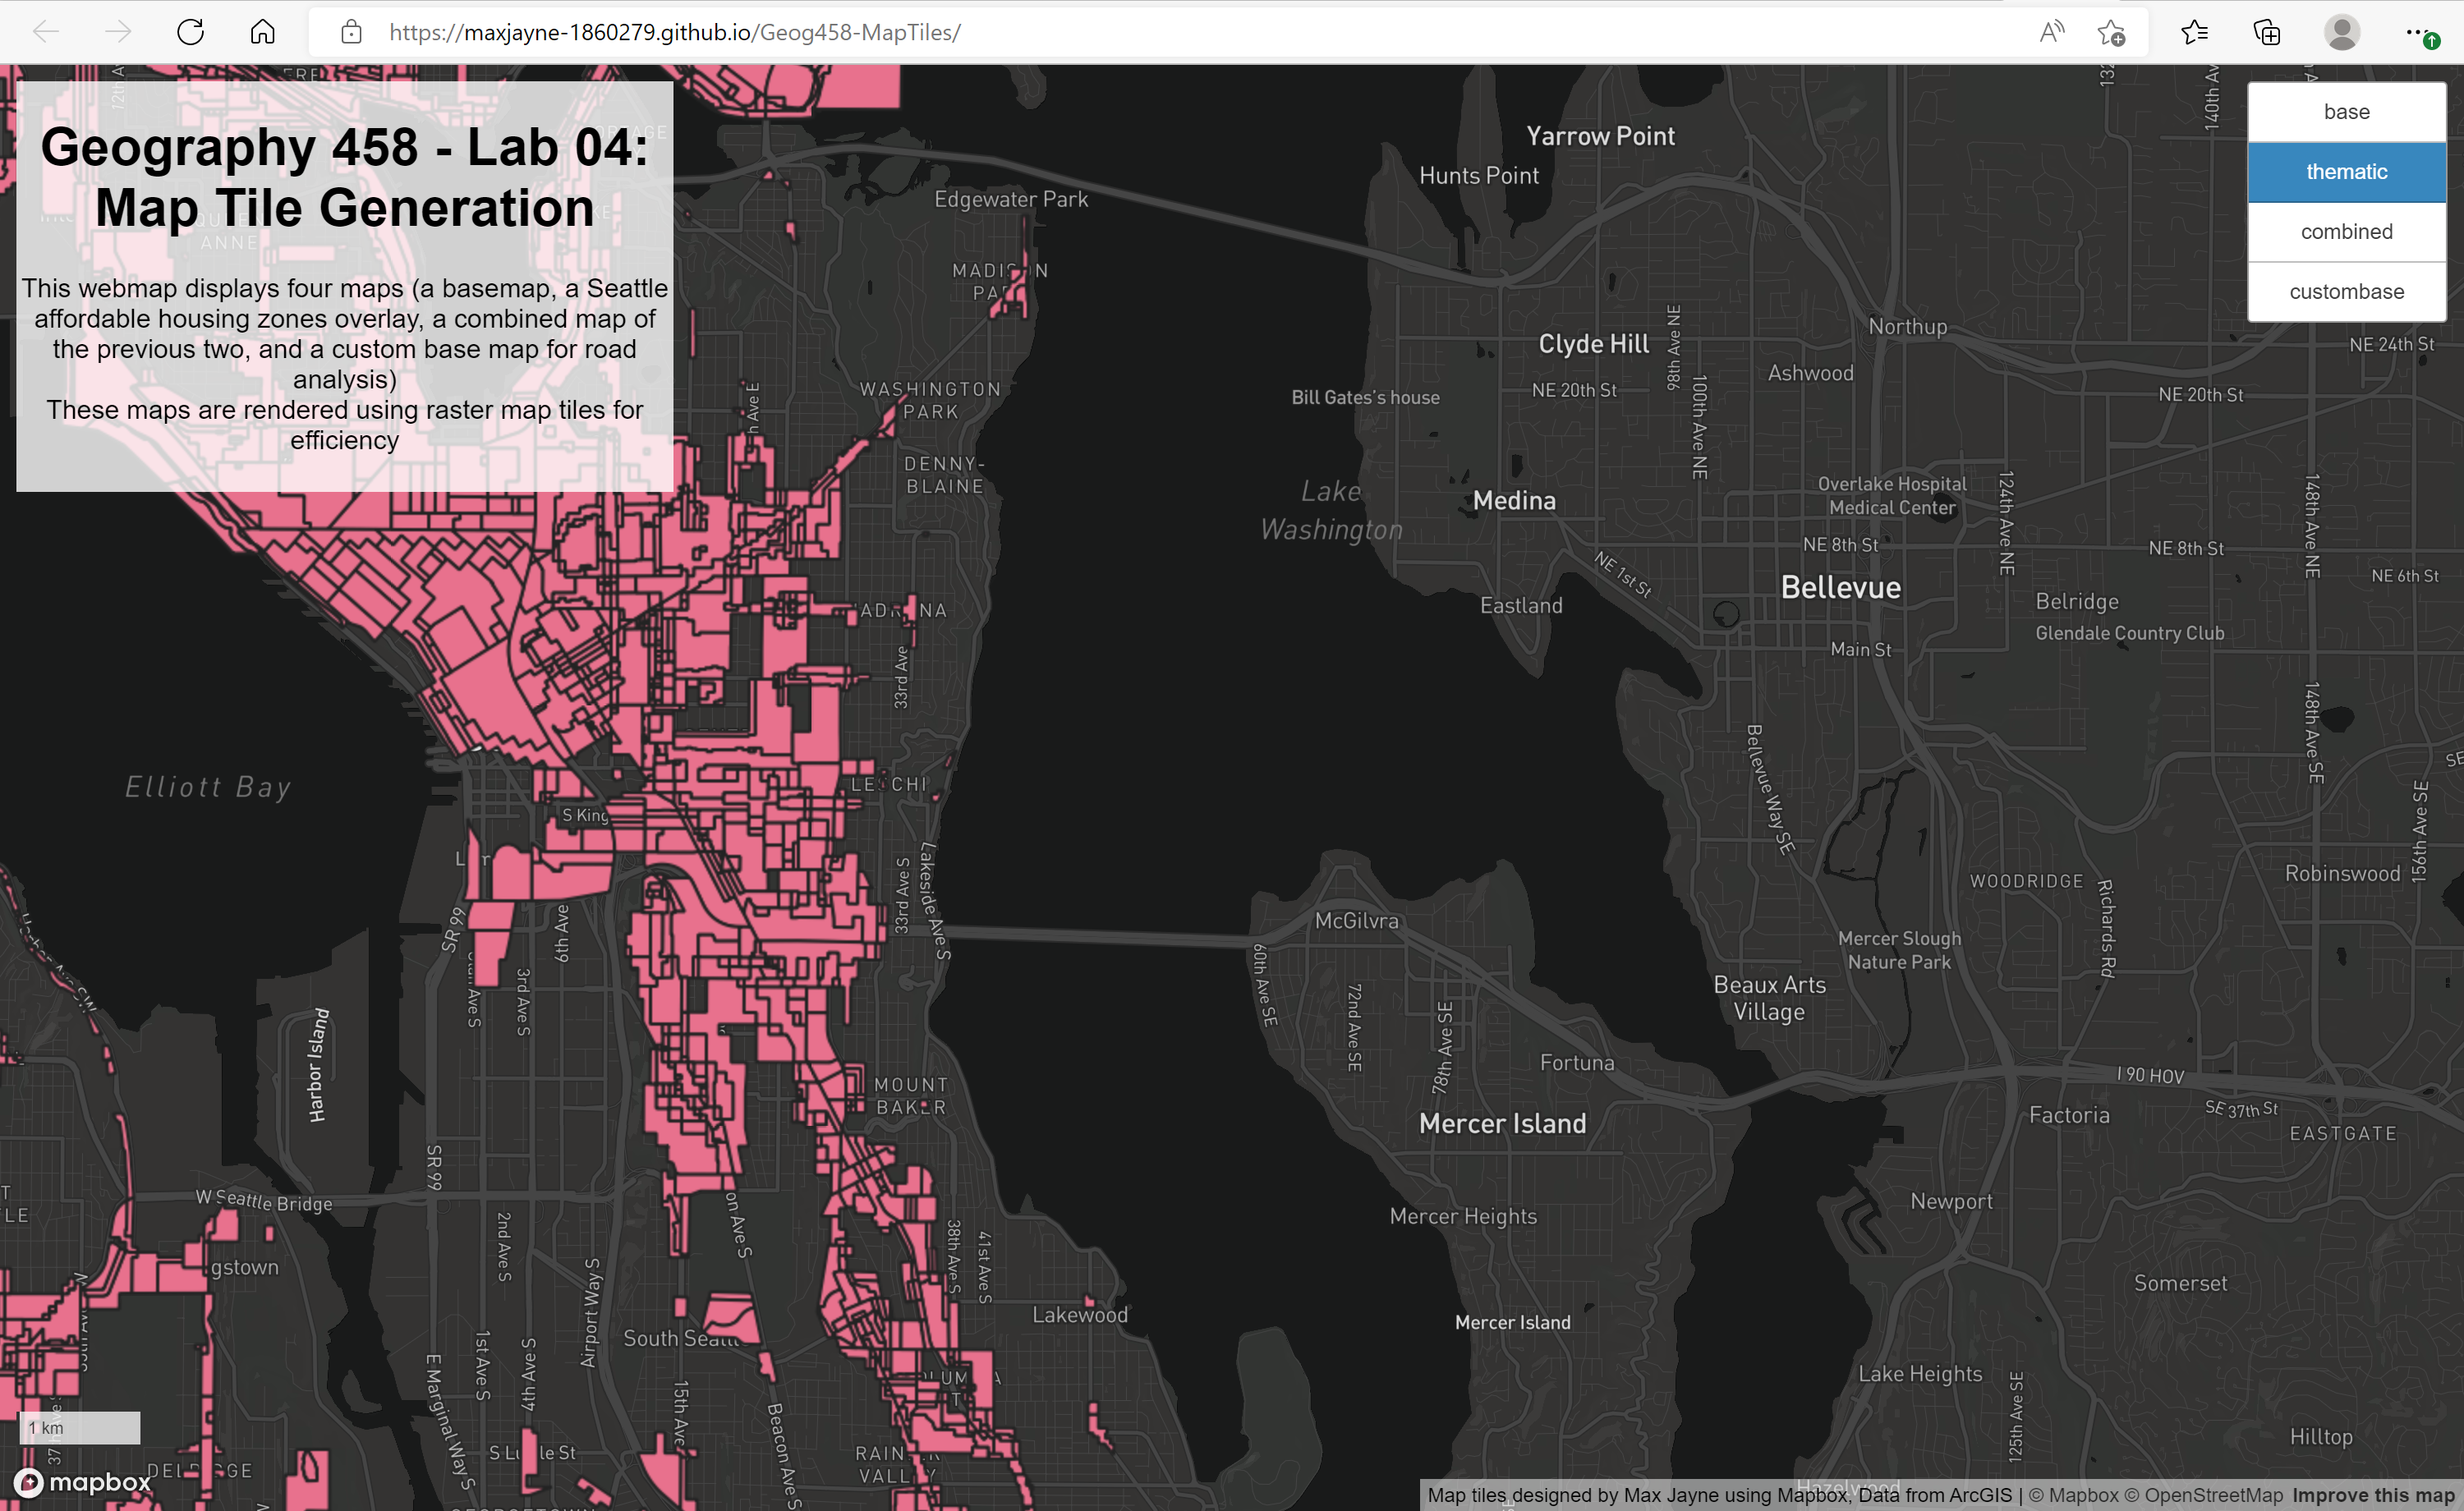 https://maxjayne-1860279.github.io/Geog458-MapTiles/
Geography 458 - Lab 04:
Map Tile Generation
This webmap displays four maps (a basemap, a Seattle
affordable housing zones overlay, a combined map of
the previous two, and a custom base map for road
analysis)
These maps are rendered using raster map tiles for
efficiency
base
thematic
combined
custombase
QUEEN
ANNE
Edgewater Park
Yarrow Point
Hunts Point
140th Av
Clyde Hill
98th Ave NE
100th Ave NE
Northup
NE 24th St
Ashwood
NE 20th St
NE 20th St
Bill Gates's house
WASHINGTON
PARK
DENNY-
BLAINE
Lake
Washington
Medina
Overlake Hospital
Medical Center
124th Ave NE
148th Ave NE
NE 8th St
NE 8th St
NE 1st St
NE 6th St
Bellevue
Eastland
Belridge
Glendale Country Club
Main St
33rd Ave
148th Ave SE
Bellevue Way SE
Elliott Bay
S King
156th Ave SE
Robinswood
WOODRIDGE
Richards Rd
33rd Ave S
Lakeside Ave S
SR 99
6th Ave
3rd Ave S
McGilvra
60th Ave SE
72nd Ave SE
78th Ave SE
Mercer Slough
Nature Park
Beaux Arts
Village
Harbor Island
Fortuna
I 90 HOV
MOUNT
BAKER
Factoria
SE 37th St
EASTGATE
Mercer Island
SR 99
W Seattle Bridge
Newport
Mercer Heights
2nd Ave S
on Ave S
38th Ave S
41st Ave S
gstown
Airport Way S
Somerset
Lakewood
Mercer Island
South Seattl
1st Ave S
4th Ave S
E Marginal Way S
15th Ave
Beacon Ave S
Lake Heights
125th Ave SE
1 km
Hilltop
RAIN
VALL Y
mapbox
Hazelwood
Map tiles designed by Max Jayne using Mapbox, Data from ArcGIS | © Mapbox © OpenStreetMap Improve this map